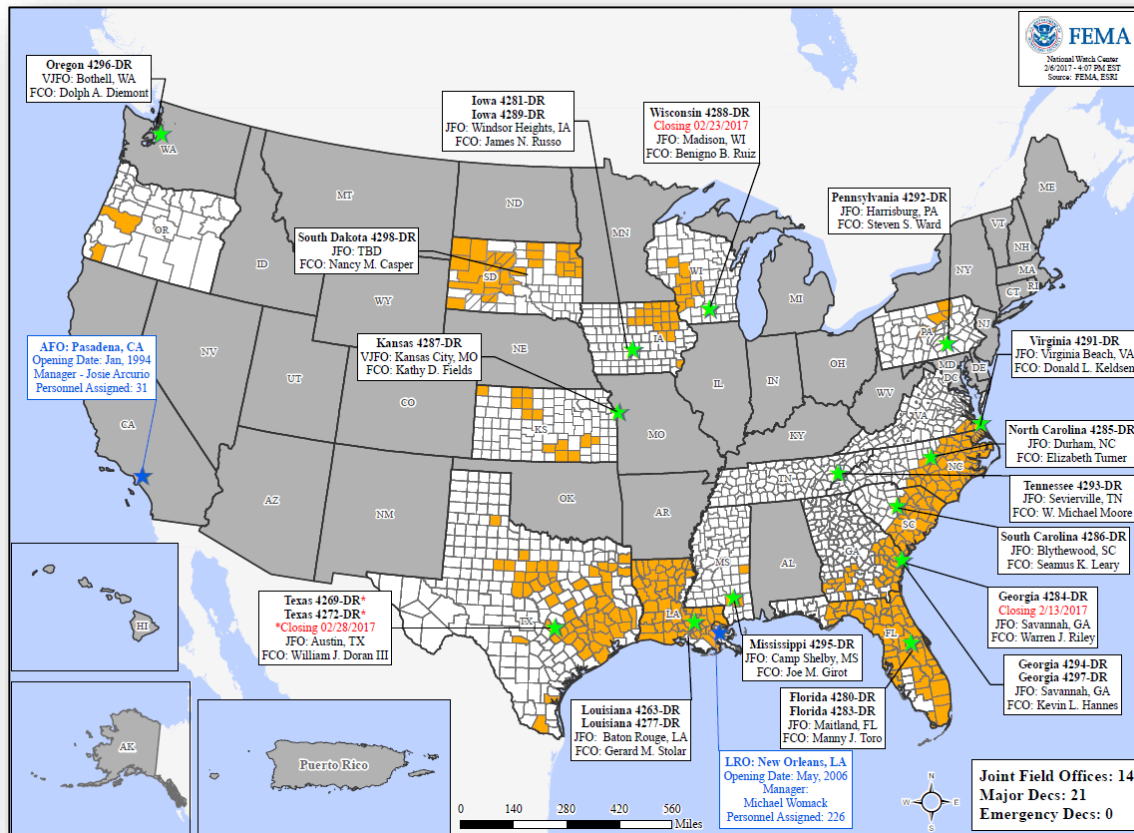 FEMA
National Watch Center
2/6/2017 - 4:07 PM EST
Source: FEMA, ESRI
Oregon 4296-DR
VJFO: Bothell, WA
FCO: Dolph A. Diemont
Iowa 4281-DR
Iowa 4289-DR
JFO: Windsor Heights, IA
FCO: James N. Russo
Wisconsin 4288-DR
Closing 02/23/2017
JFO: Madison, WI
FCO: Benigno B. Ruiz
Pennsylvania 4292-DR
JFO: Harrisburg, PA
FCO: Steven S. Ward
South Dakota 4298-DR
JFO: TBD
FCO: Nancy M. Casper
Kansas 4287-DR
VJFO: Kansas City, MO
FCO: Kathy D. Fields
AFO: Pasadena, CA
Opening Date: Jan, 1994
Manager - Josie Arcurio
Personnel Assigned: 31
Virginia 4291-DR
JFO: Virginia Beach, VA
FCO: Donald L. Keldsen
North Carolina 4285-DR
JFO: Durham, NC
FCO: Elizabeth Turner
Tennessee 4293-DR
JFO: Sevierville, TN
FCO: W. Michael Moore
South Carolina 4286-DR
JFO: Blythewood, SC
FCO: Seamus K. Leary
Georgia 4284-DR
Closing 2/13/2017
JFO: Savannah, GA
FCO: Warren J. Riley
Georgia 4294-DR
Georgia 4297-DR
JFO: Savannah, GA
FCO: Kevin L. Hannes
Texas 4269-DR*
Texas 4272-DR*
*Closing 02/28/2017
JFO: Austin, TX
FCO: William J. Doran III
Mississippi 4295-DR
JFO: Camp Shelby, MS
FCO: Joe M. Girot
Florida 4280-DR
Florida 4283-DR
JFO: Maitland, FL
FCO: Manny J. Toro
Louisiana 4263-DR
Louisiana 4277-DR
JFO: Baton Rouge, LA
FCO: Gerard M. Stolar
LRO: New Orleans, LA
Opening Date: May, 2006
Manager:
Michael Womack
Personnel Assigned: 226
WA
OR
MT
ND
MN
ID
WY
SD
WI
MI
NY
VT
ME
NH
MA
RI
CT
NV
UT
CO
NE
IA
IL
IN
OH
PA
NJ
MD
DE
DC
WV
VA
CA
AZ
NM
KS
MO
KY
TN
NC
SC
OK
AR
MS
AL
GA
TX
LA
FL
HI
AK
Puerto Rico
0 140 280 420 560
Miles
N
W E
S
Joint Field Offices: 14
Major Decs: 21
Emergency Decs: 0